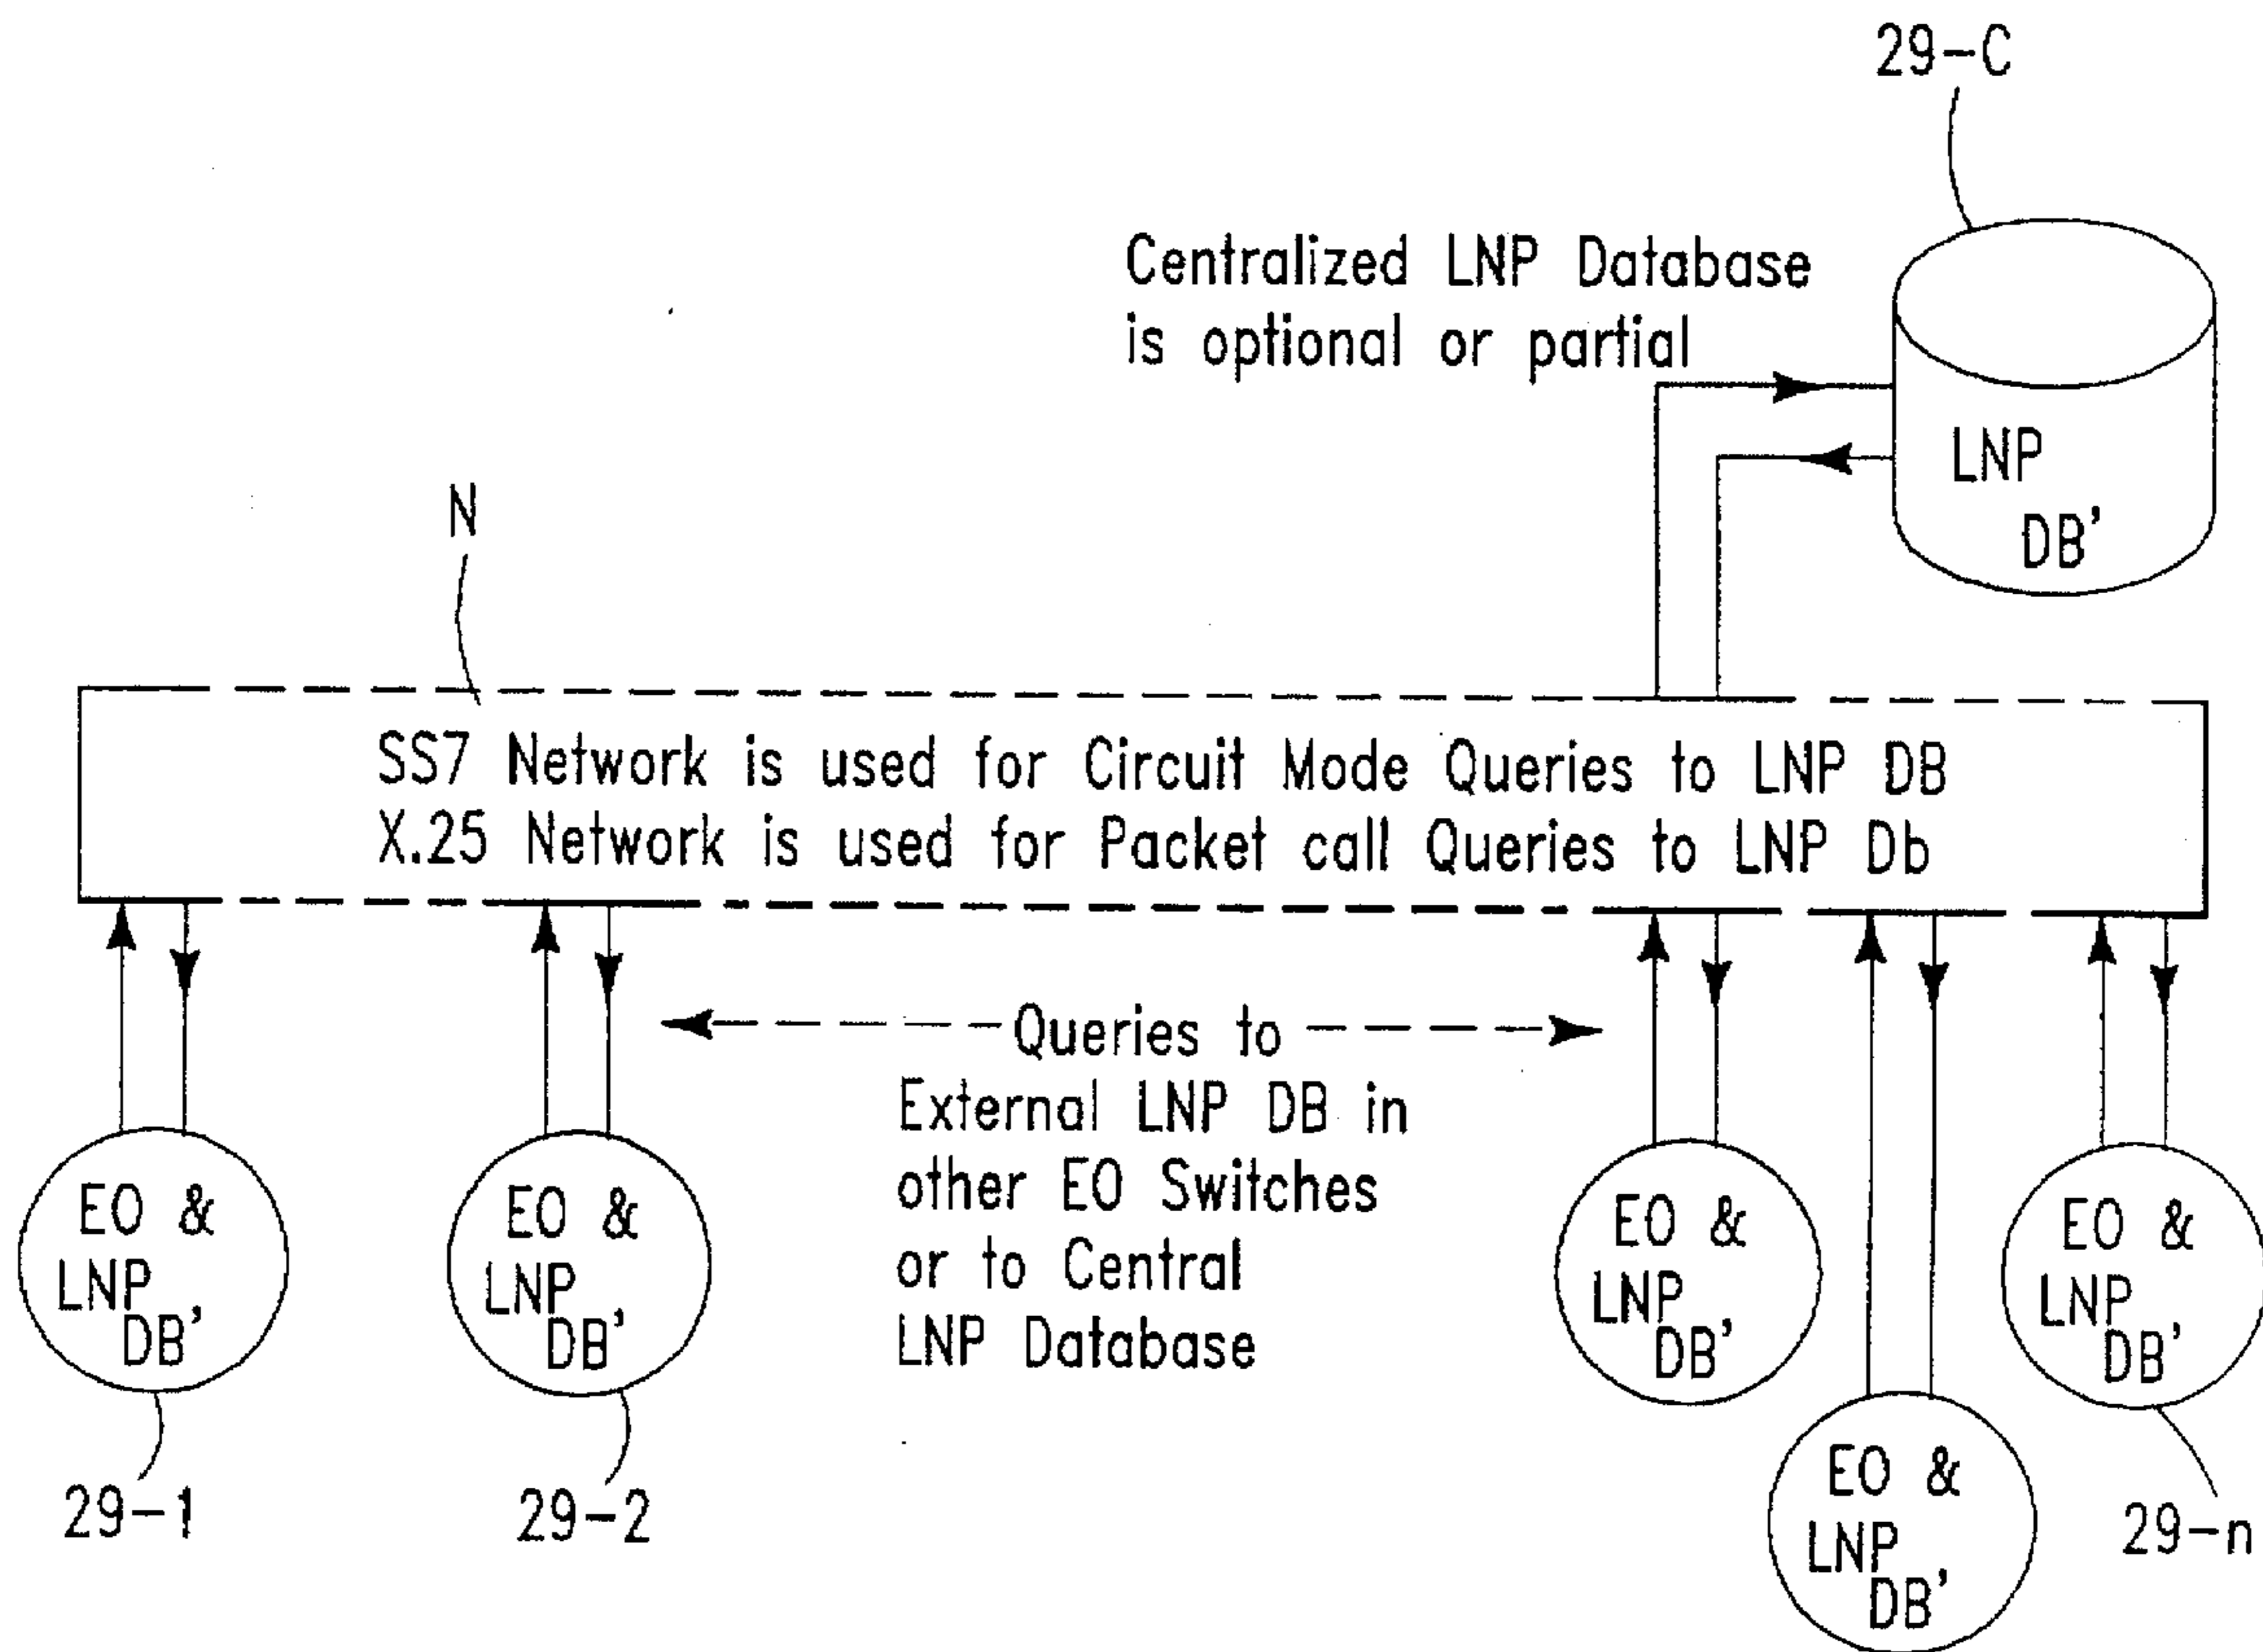 29-C
Centralized LNP Database
is optional or partial
LNP
DB'
N
SS7 Network is used for Circuit Mode Queries to LNP DB
X.25 Network is used for Packet call Queries to LNP Db
Queries to
External LNP DB in
other EO Switches
or to Central
LNP Database
EO &
LNP
DB'
29-1
EO &
LNP
DB'
29-2
EO &
LNP
DB'
EO &
LNP
DB'
EO &
LNP
DB'
29-n